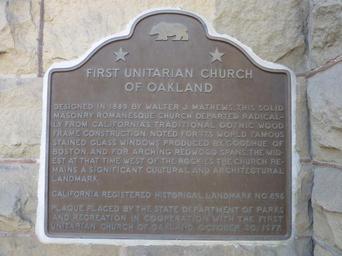 FIRST UNITARIAN CHURCH
OF OAKLAND
DESIGNED IN 1889 BY WALTER J. MATHEWS, THIS SOLID
MASONRY ROMANESQUE CHURCH DEPARTED RADICAL-
LY FROM CALIFORNIA'S TRADITIONAL GOTHIC WOOD
FRAME CONSTRUCTION. NOTED FOR ITS WORLD FAMOUS
STAINED GLASS WINDOWS PRODUCED BY GOODHUE OF
BOSTON AND FOR ARCHING REDWOOD SPANS, THE WID-
EST AT THAT TIME WEST OF THE ROCKIES, THE CHURCH RE-
MAINS A SIGNIFICANT CULTURAL AND ARCHITECTURAL
LANDMARK.
CALIFORNIA REGISTERED HISTORICAL LANDMARK NO. 896
PLAQUE PLACED BY THE STATE DEPARTMENT OF PARKS
AND RECREATION IN COOPERATION WITH THE FIRST
UNITARIAN CHURCH OF OAKLAND, OCTOBER 30, 1977.